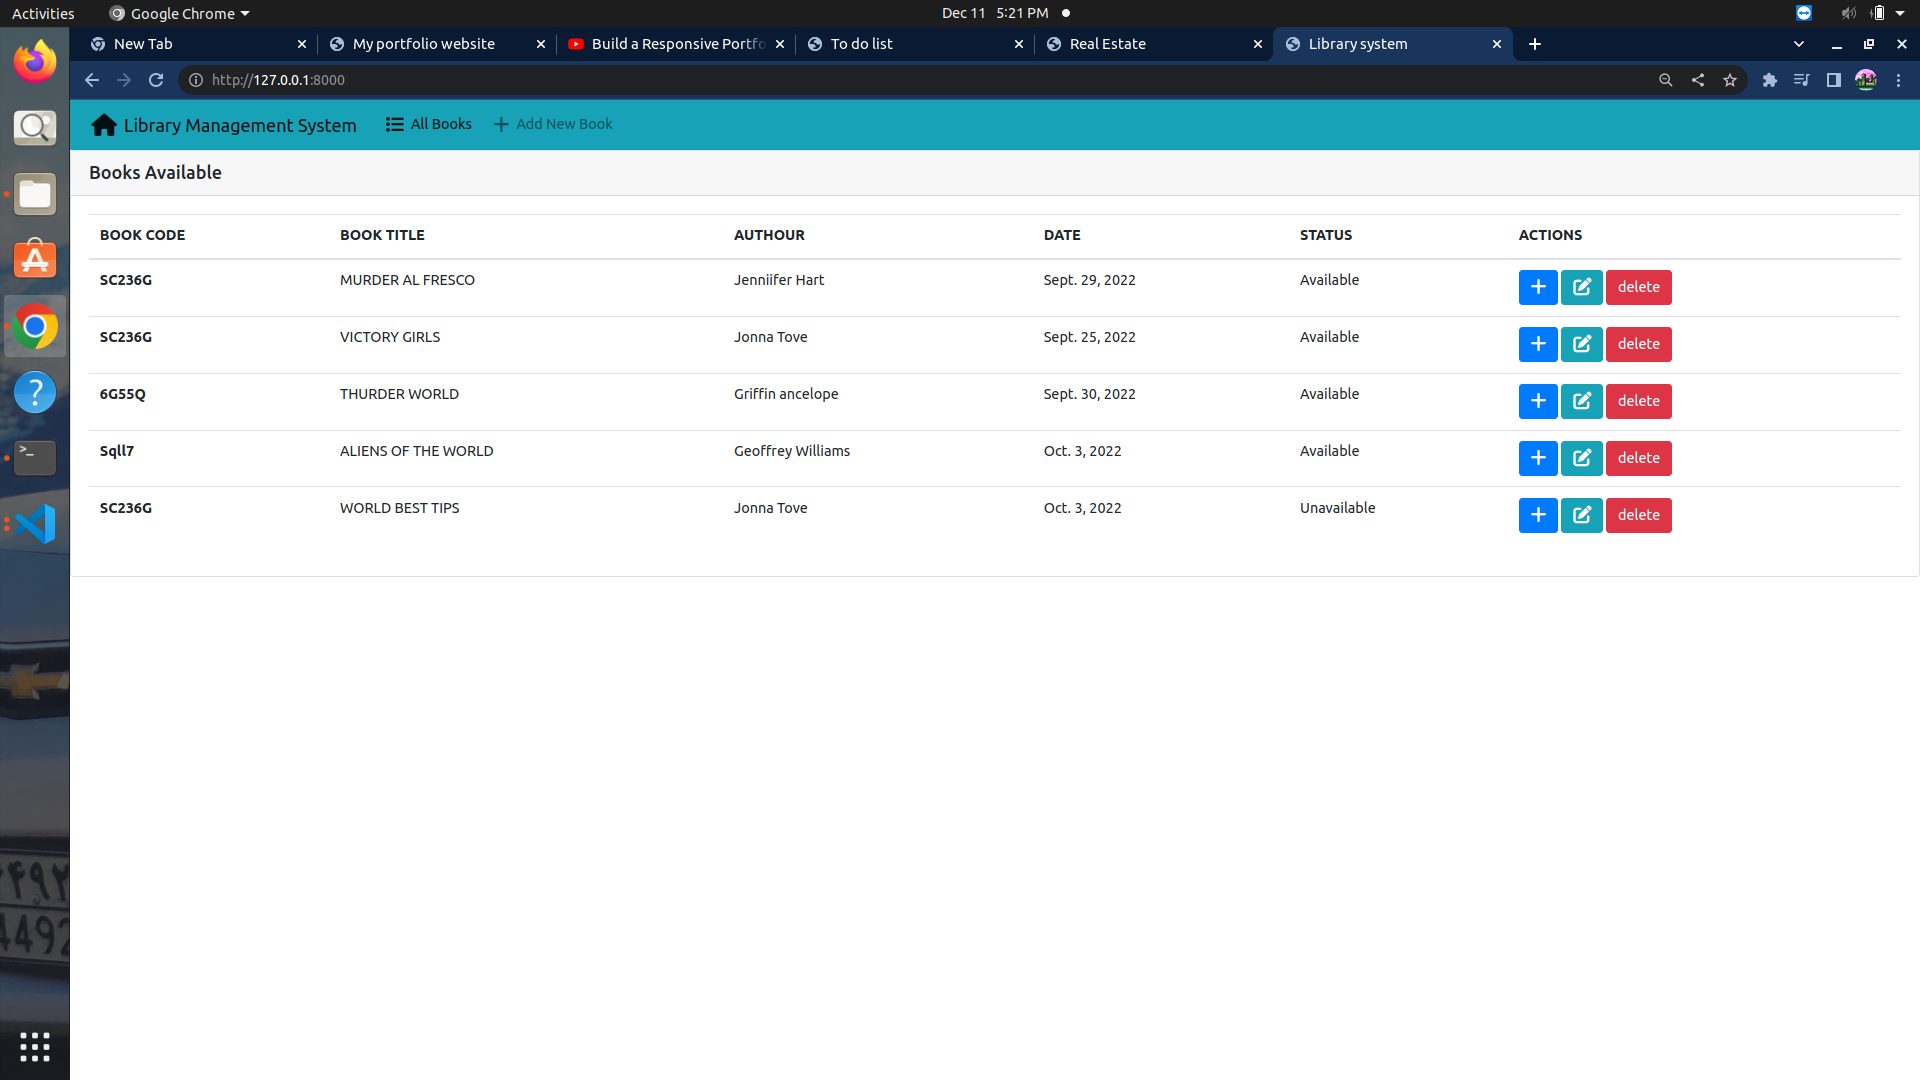 Activities Google Chrome Dec 11 5:21 PM
New Tab My portfolio website Build a Responsive Portfo To do list Real Estate Library system
http://127.0.0.1:8000
Library Management System All Books Add New Book
Books Available
BOOK CODE BOOK TITLE AUTHOUR DATE STATUS ACTIONS
SC236G MURDER AL FRESCO Jenniifer Hart Sept. 29, 2022 Available delete
SC236G VICTORY GIRLS Jonna Tove Sept. 25, 2022 Available delete
6G55Q THURDER WORLD Griffin ancelope Sept. 30, 2022 Available delete
Sqll7 ALIENS OF THE WORLD Geoffrey Williams Oct. 3, 2022 Available delete
SC236G WORLD BEST TIPS Jonna Tove Oct. 3, 2022 Unavailable delete